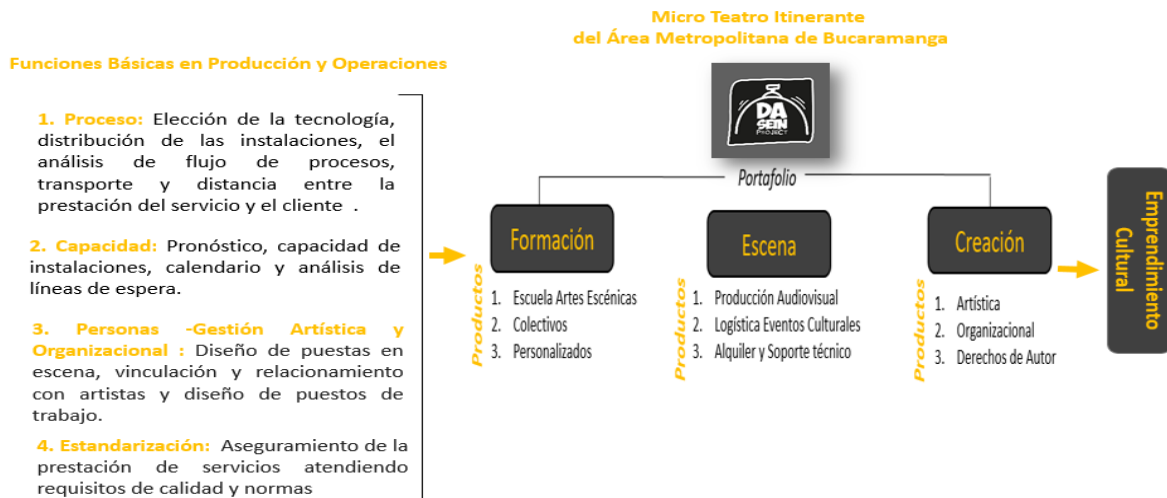 Micro Teatro Itinerante
del Área Metropolitana de Bucaramanga
Funciones Básicas en Producción y Operaciones
1. Proceso: Elección de la tecnología,
distribución de las instalaciones, el
análisis de flujo de procesos,
transporte y distancia entre la
prestación del servicio y el cliente .
2. Capacidad: Pronóstico, capacidad de
instalaciones, calendario y análisis de
líneas de espera.
3. Personas -Gestión Artística y
Organizacional : Diseño de puestas en
escena, vinculación y relacionamiento
con artistas y diseño de puestos de
trabajo.
4. Estandarización: Aseguramiento de la
prestación de servicios atendiendo
requisitos de calidad y normas
DA
SEIN
PROJECT
Portafolio
Formación
Productos
1. Escuela Artes Escénicas
2. Colectivos
3. Personalizados
Escena
Productos
1. Producción Audiovisual
2. Logística Eventos Culturales
3. Alquiler y Soporte técnico
Creación
Productos
1. Artística
2. Organizacional
3. Derechos de Autor
Emprendimiento
Cultural